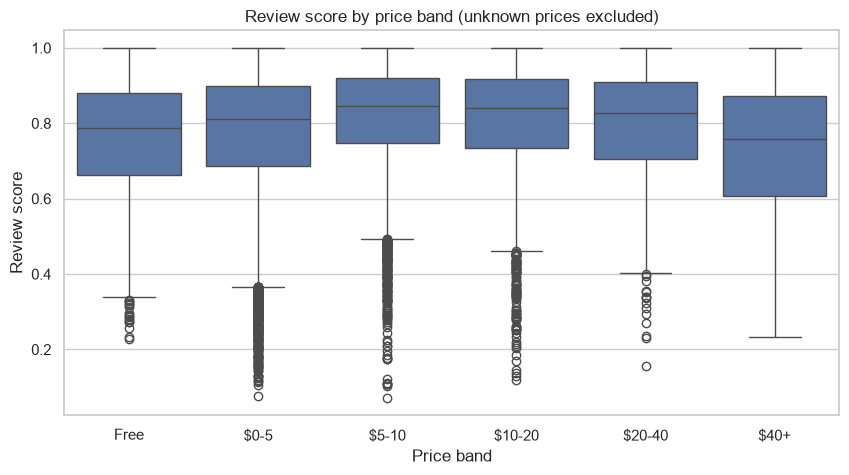 Review score by price band (unknown prices excluded)
Review score
1.0
0.8
0.6
0.4
0.2
Free $0-5 $5-10 $10-20 $20-40 $40+
Price band